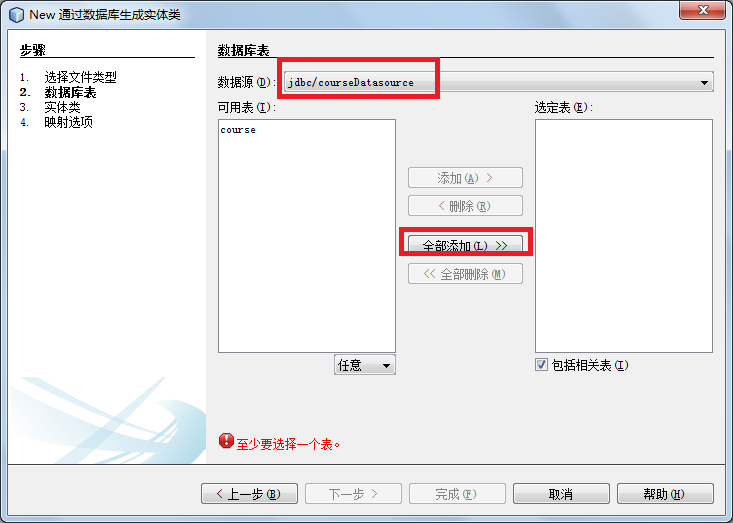 New 通过数据库生成实体类
步骤
1. 选择文件类型
2. 数据库表
3. 实体类
4. 映射选项
数据库表
数据源(D): jdbc/courseDatasource
可用表(T):
选定表(E):
course
添加(A) >
< 删除(R)
全部添加(L) >>
<< 全部删除(M)
任意
包括相关表(I)
至少要选择一个表。
< 上一步(B)
下一步 >
完成(F)
取消
帮助(H)